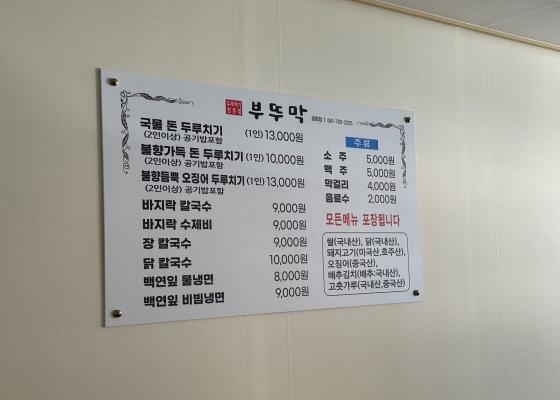 두루치기
전문점
부뚜막
국물 돈 두루치기 (1인) 13,000원
(2인이상) 공기밥포함
불향가득 돈 두루치기 (1인) 10,000원
(2인이상) 공기밥포함
불향듬뿍 오징어 두루치기 (1인) 13,000원
(2인이상) 공기밥포함
바지락 칼국수 9,000원
바지락 수제비 9,000원
장 칼국수 9,000원
닭 칼국수 10,000원
백연잎 물냉면 8,000원
백연잎 비빔냉면 9,000원
주류
소 주 5,000원
맥 주 5,000원
막걸리 4,000원
음료수 2,000원
모든메뉴 포장됩니다
쌀(국내산), 닭(국내산),
돼지고기(미국산,호주산),
오징어(중국산)
배추김치(배추:국내산),
고춧가루(국내산,중국산)